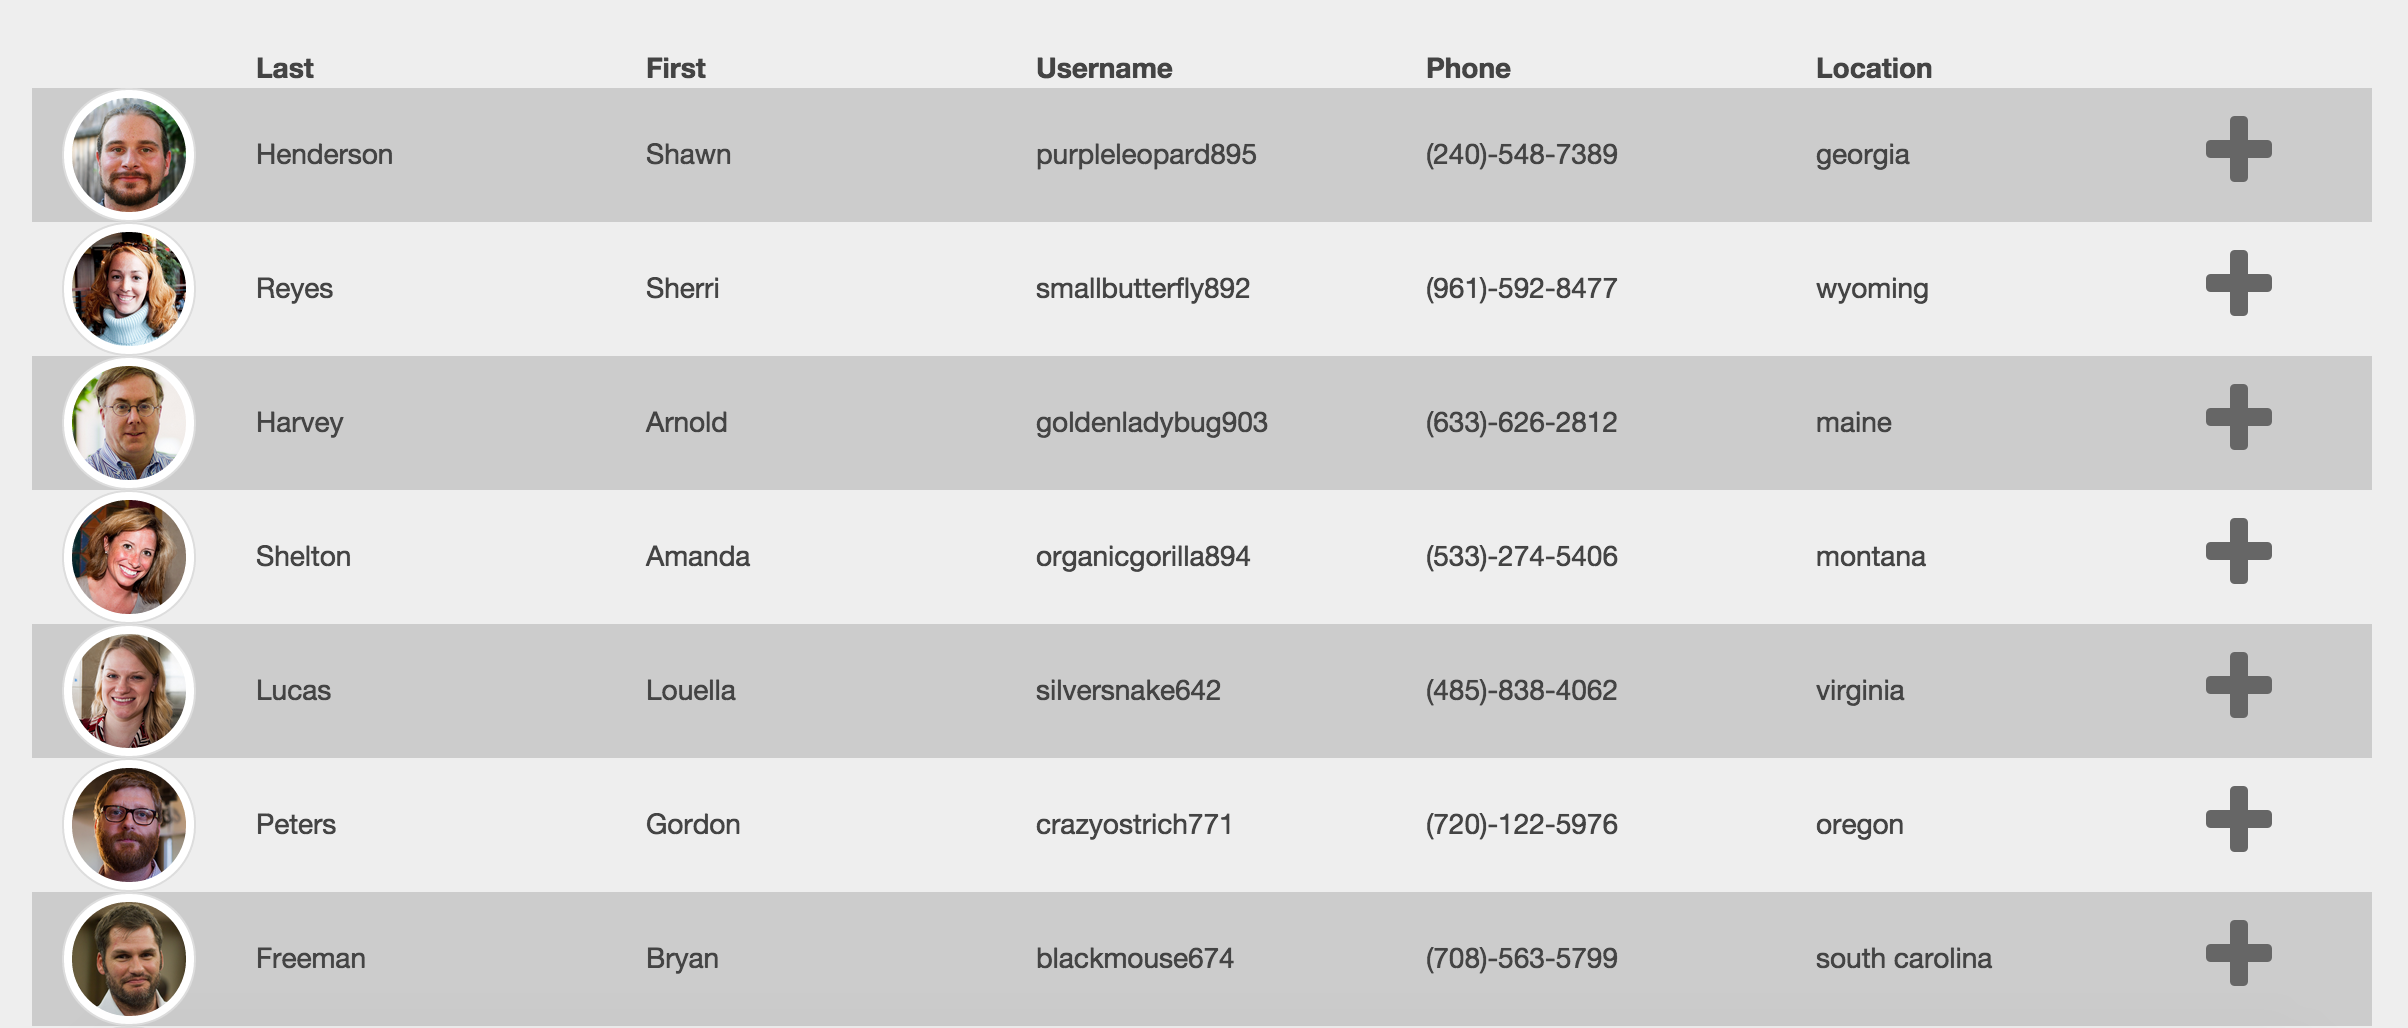 Last First Username Phone Location
Henderson Shawn purpleleopard895 (240)-548-7389 georgia
Reyes Sherri smallbutterfly892 (961)-592-8477 wyoming
Harvey Arnold goldenladybug903 (633)-626-2812 maine
Shelton Amanda organicgorilla894 (533)-274-5406 montana
Lucas Louella silversnake642 (485)-838-4062 virginia
Peters Gordon crazyostrich771 (720)-122-5976 oregon
Freeman Bryan blackmouse674 (708)-563-5799 south carolina